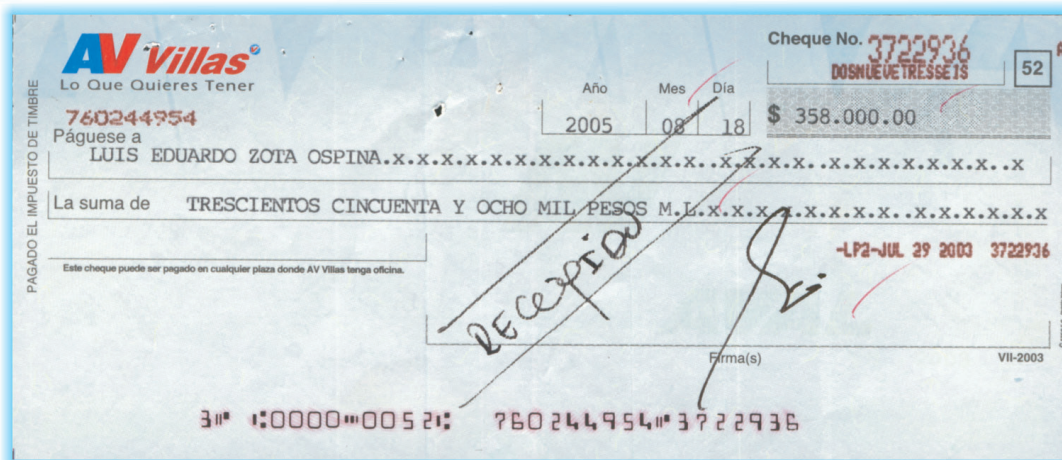 AV Villas
Lo Que Quieres Tener
Cheque No. 3722936
DOSNUEVETRESSEIS
52
760244954
Año Mes Día
2005 08 18
$ 358.000.00
Páguese a
LUIS EDUARDO ZOTA OSPINA.x.x.x.x.x.x.x.x.x.x.x.x.x..x.x.x..x.x.x.x.x.x.x..x
La suma de TRESCIENTOS CINCUENTA Y OCHO MIL PESOS M.L.x.x.x.x.x.x.x.x..x.x.x.x.x.x
-LP2-JUL 29 2003 3722936
Este cheque puede ser pagado en cualquier plaza donde AV Villas tenga oficina.
RECEPIDO
Firma(s)
VII-2003
PAGADO EL IMPUESTO DE TIMBRE
3⑈ ⑆0000⑉0052⑆ 760244954⑈3722936